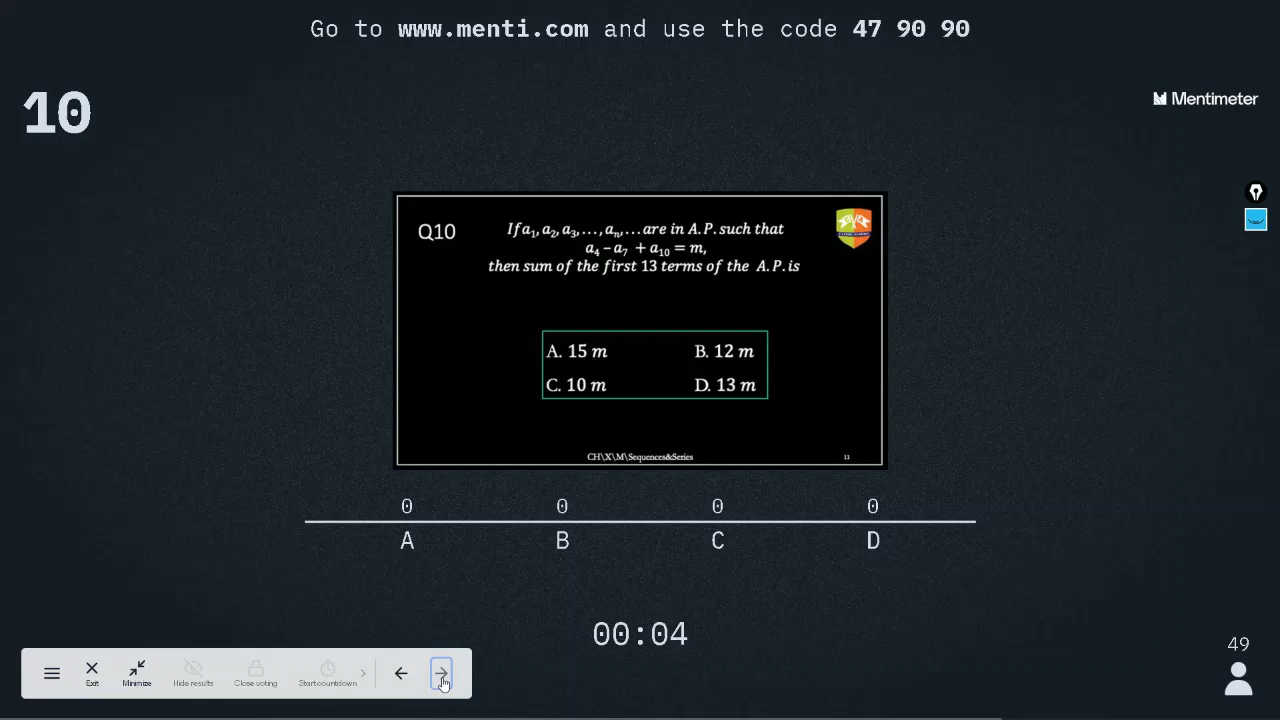 Go to www.menti.com and use the code 47 90 90
10
Mentimeter
Q10
If a₁, a₂, a₃, …, aₙ, … are in A.P. such that
a₄ – a₇ + a₁₀ = m,
then sum of the first 13 terms of the A.P. is
A. 15 m B. 12 m
C. 10 m D. 13 m
CH\X\M\Sequences&Series 11
0 0 0 0
A B C D
00:04
49
Exit Minimize Hide results Close voting Start countdown